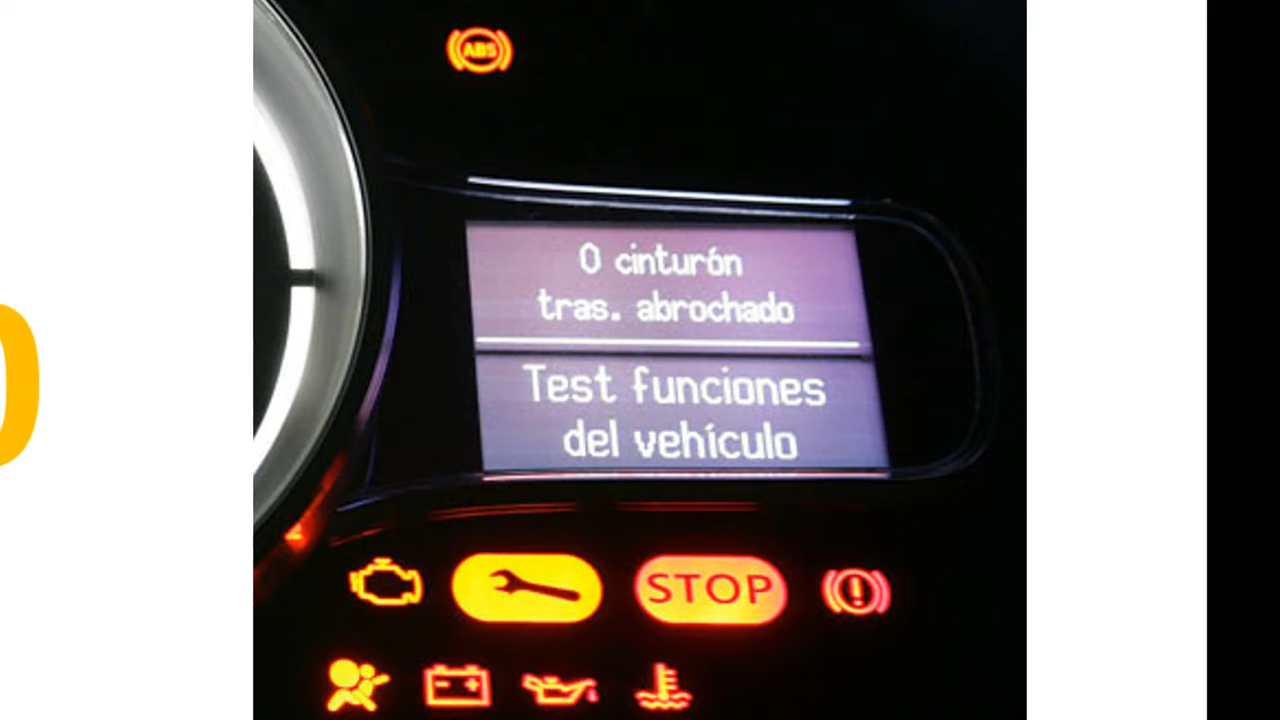 ABS
0 cinturón
tras. abrochado
Test funciones
del vehículo
STOP